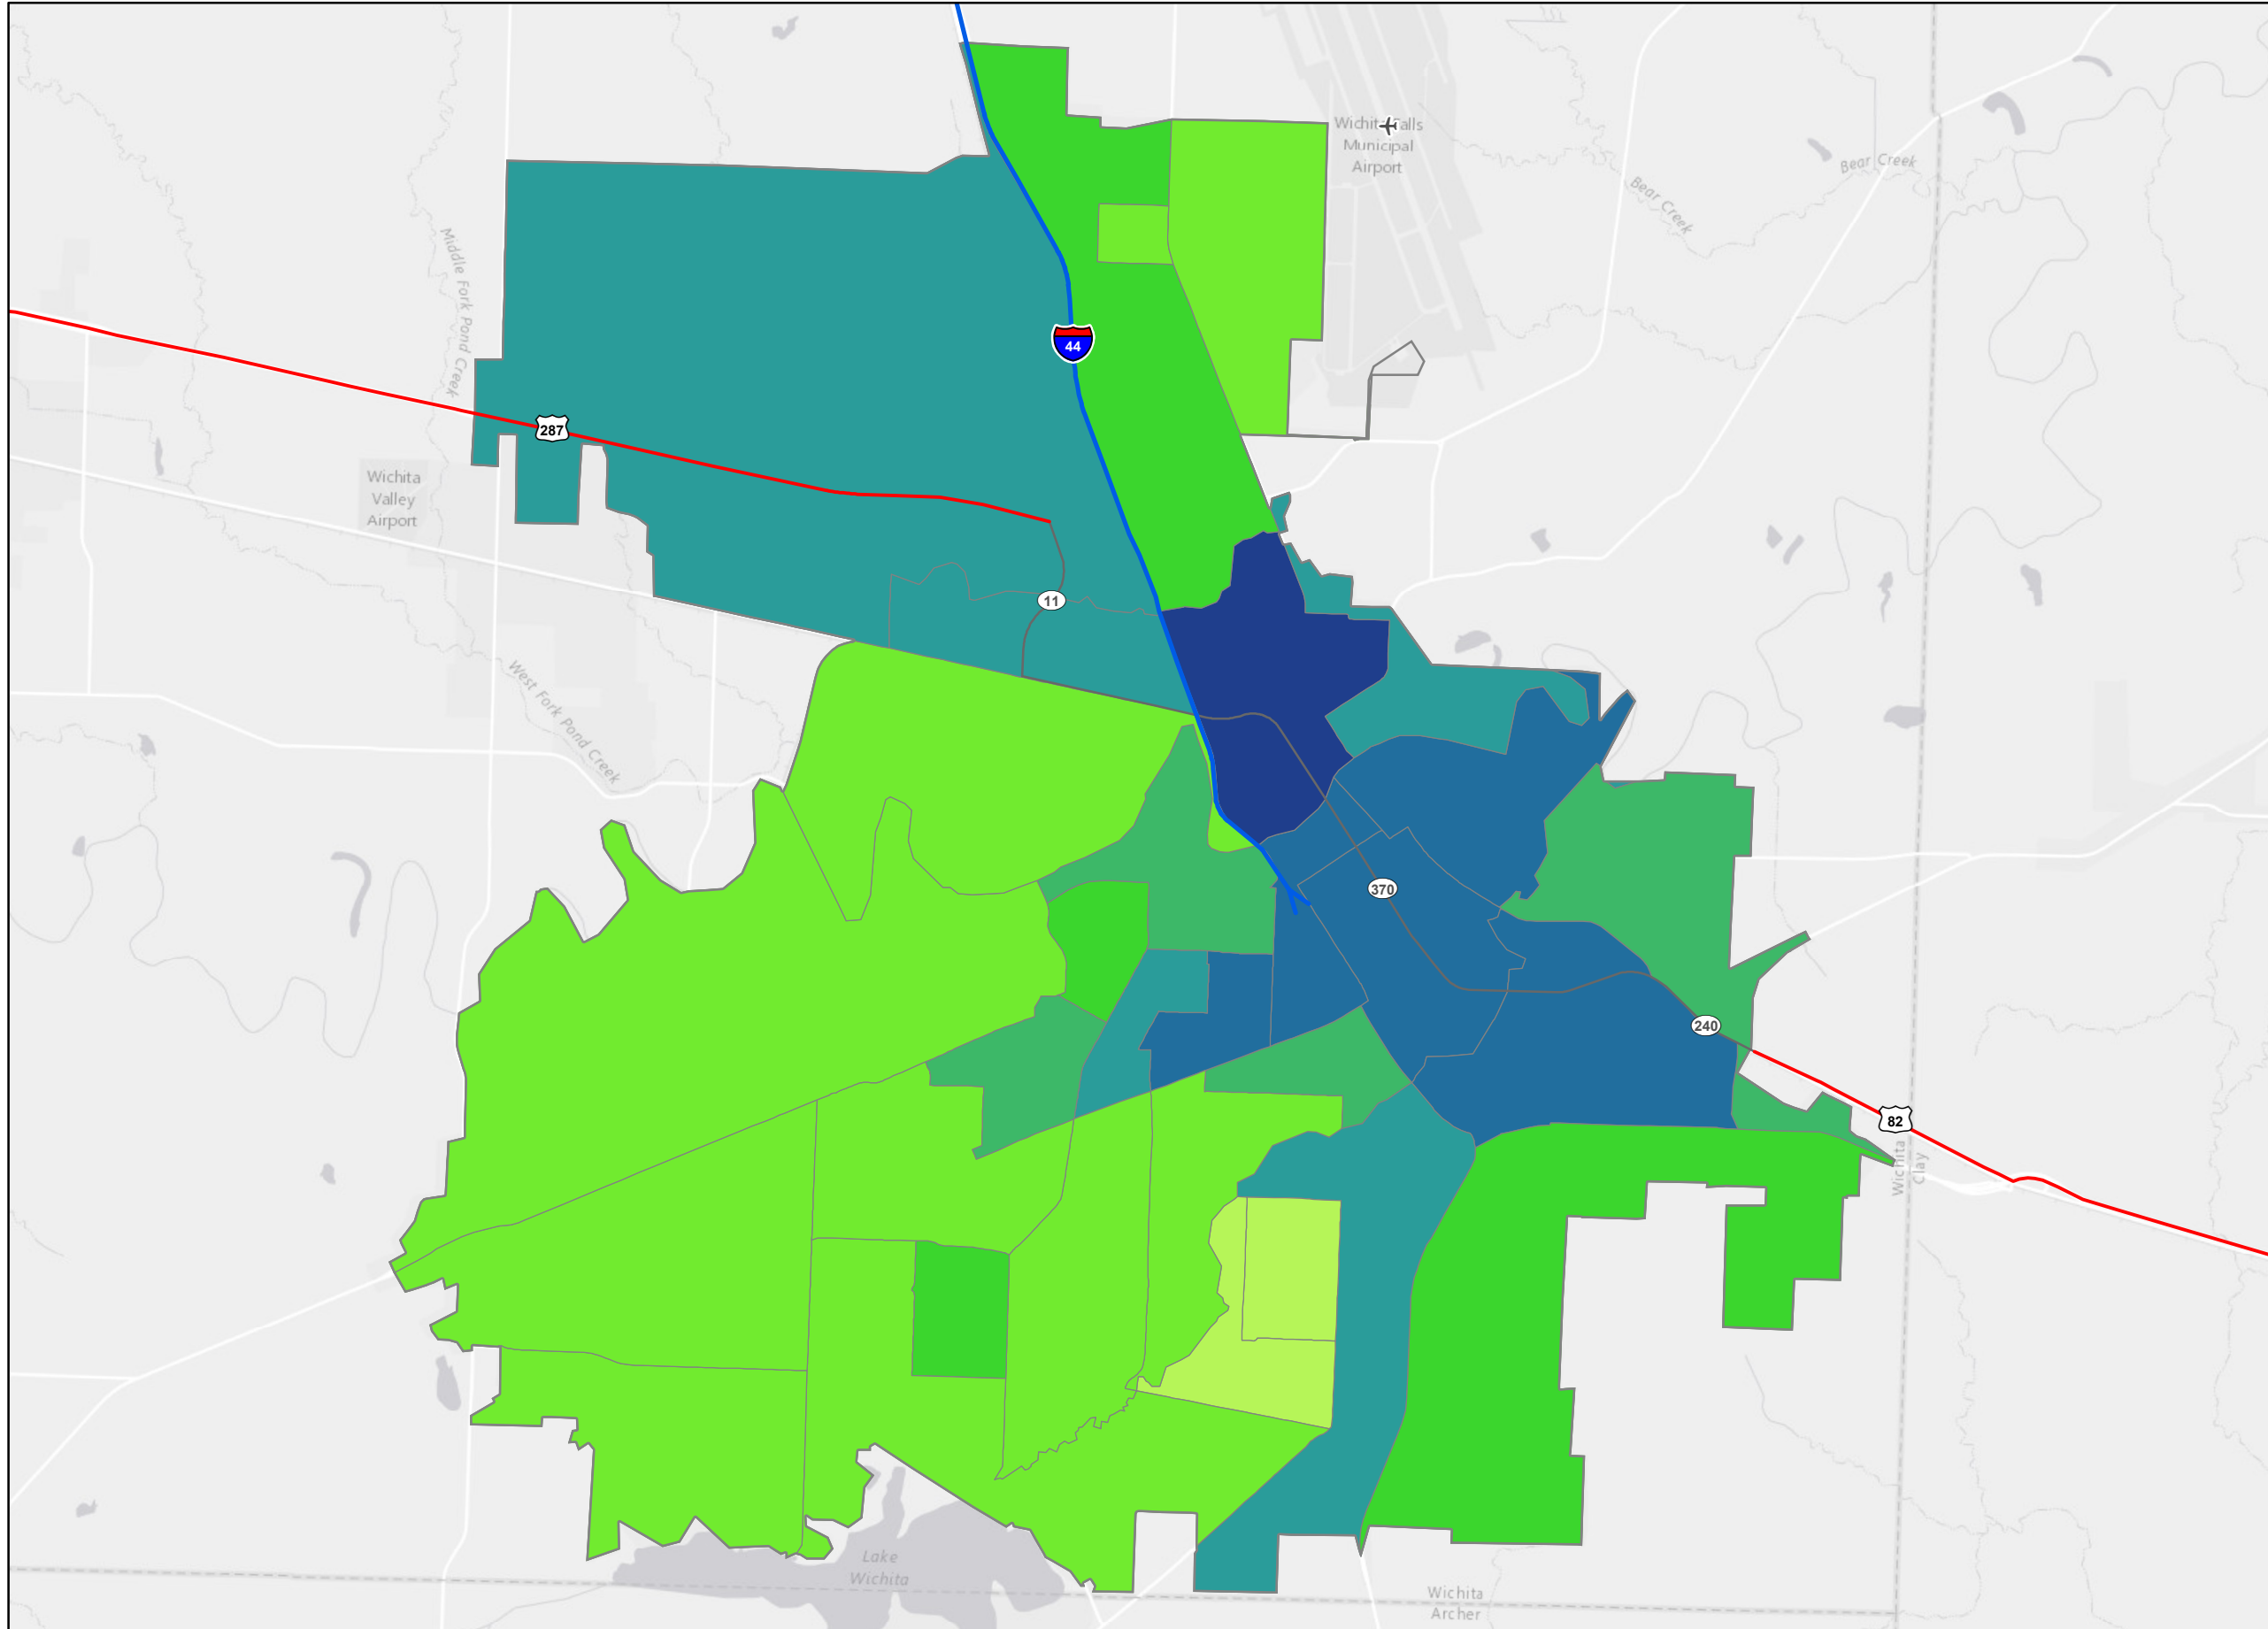 Wichita Falls
Municipal
Airport
Bear Creek
Bear Creek
Middle Fork Pond Creek
44
287
Wichita
Valley
Airport
11
West Fork Pond Creek
370
240
82
Wichita
Clay
Lake
Wichita
Wichita
Archer